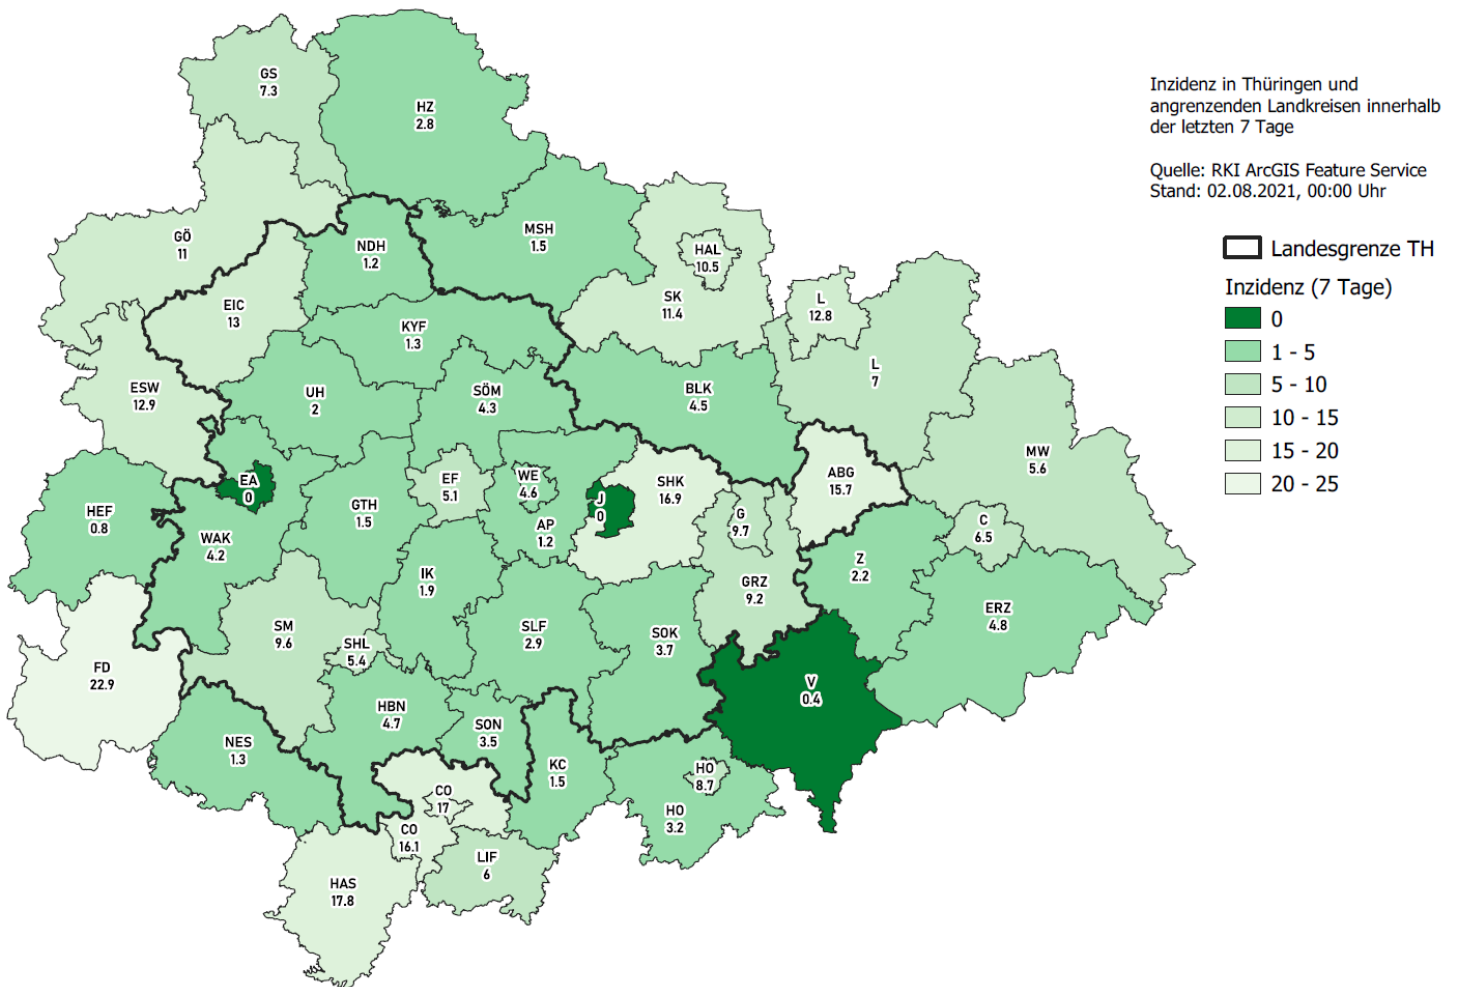 Inzidenz in Thüringen und
angrenzenden Landkreisen innerhalb
der letzten 7 Tage
Quelle: RKI ArcGIS Feature Service
Stand: 02.08.2021, 00:00 Uhr
Landesgrenze TH
Inzidenz (7 Tage)
0
1 - 5
5 - 10
10 - 15
15 - 20
20 - 25
GS
7.3
HZ
2.8
GÖ
11
NDH
1.2
MSH
1.5
HAL
10.5
SK
11.4
L
12.8
EIC
13
KYF
1.3
L
7
ESW
12.9
UH
2
SÖM
4.3
BLK
4.5
MW
5.6
EA
0
EF
5.1
WE
4.6
J
0
SHK
16.9
ABG
15.7
HEF
0.8
GTH
1.5
AP
1.2
G
9.7
C
6.5
WAK
4.2
IK
1.9
Z
2.2
GRZ
9.2
ERZ
4.8
SM
9.6
SHL
5.4
SLF
2.9
SOK
3.7
FD
22.9
V
0.4
HBN
4.7
SON
3.5
NES
1.3
KC
1.5
HO
8.7
CO
17
HO
3.2
CO
16.1
LIF
6
HAS
17.8